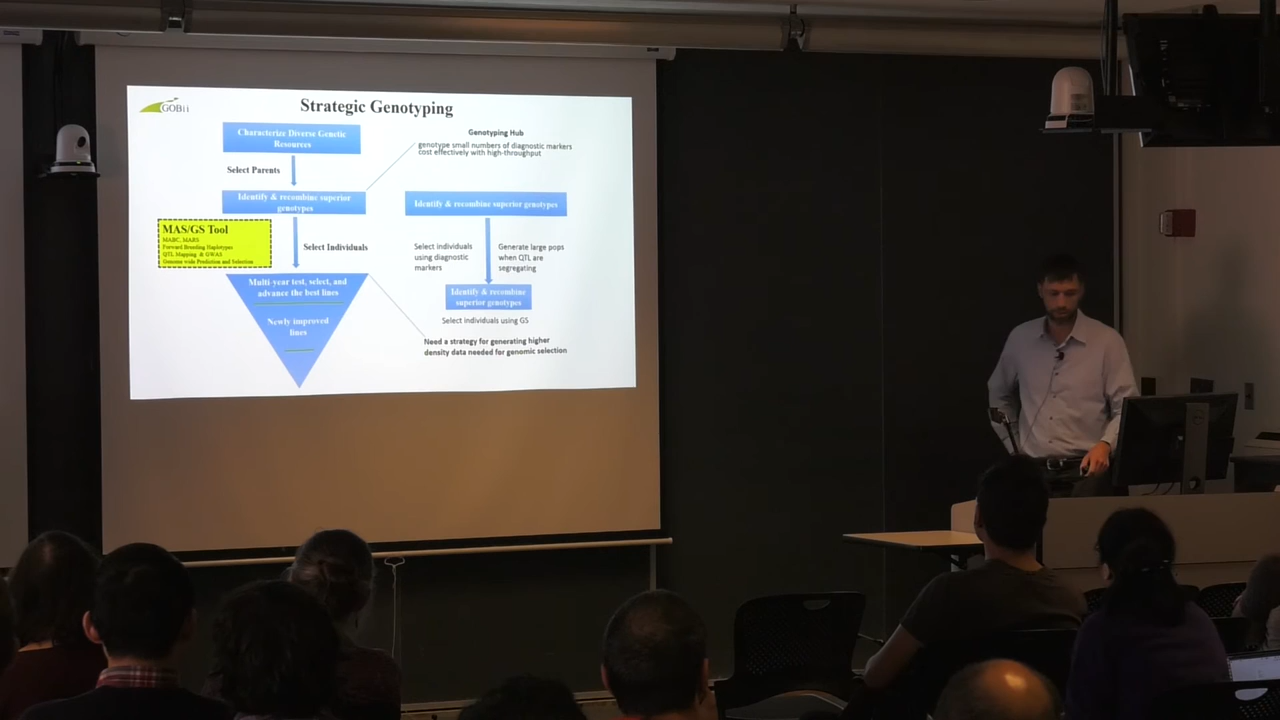 GOBii
Strategic Genotyping
Characterize Diverse Genetic
Resources
Select Parents
Identify & recombine superior
genotypes
MAS/GS Tool
MABC, MARS
Forward Breeding Haplotypes
QTL Mapping & GWAS
Genome wide Prediction and Selection
Select Individuals
Multi-year test, select, and
advance the best lines
Newly improved
lines
Genotyping Hub
genotype small numbers of diagnostic markers
cost effectively with high-throughput
Identify & recombine superior genotypes
Select individuals
using diagnostic
markers
Generate large pops
when QTL are
segregating
Identify & recombine
superior genotypes
Select individuals using GS
Need a strategy for generating higher
density data needed for genomic selection